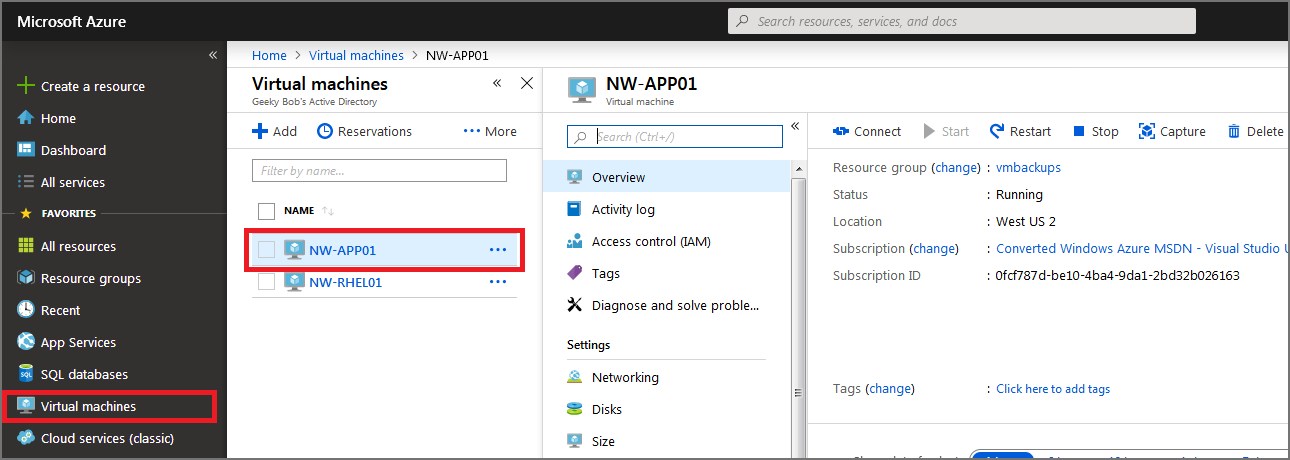 Microsoft Azure
Search resources, services, and docs
«
Create a resource
Home
Dashboard
All services
FAVORITES
All resources
Resource groups
Recent
App Services
SQL databases
Virtual machines
Cloud services (classic)
Home > Virtual machines > NW-APP01
Virtual machines
«
Geeky Bob's Active Directory
Add Reservations ••• More
Filter by name...
NAME
NW-APP01 •••
NW-RHEL01 •••
NW-APP01
Virtual machine
Search (Ctrl+/)
«
Overview
Activity log
Access control (IAM)
Tags
Diagnose and solve proble...
Settings
Networking
Disks
Size
Connect Start Restart Stop Capture Delete
Resource group (change) : vmbackups
Status : Running
Location : West US 2
Subscription (change) : Converted Windows Azure MSDN - Visual Studio U
Subscription ID : 0fcf787d-be10-4ba4-9da1-2bd32b026163
Tags (change) : Click here to add tags